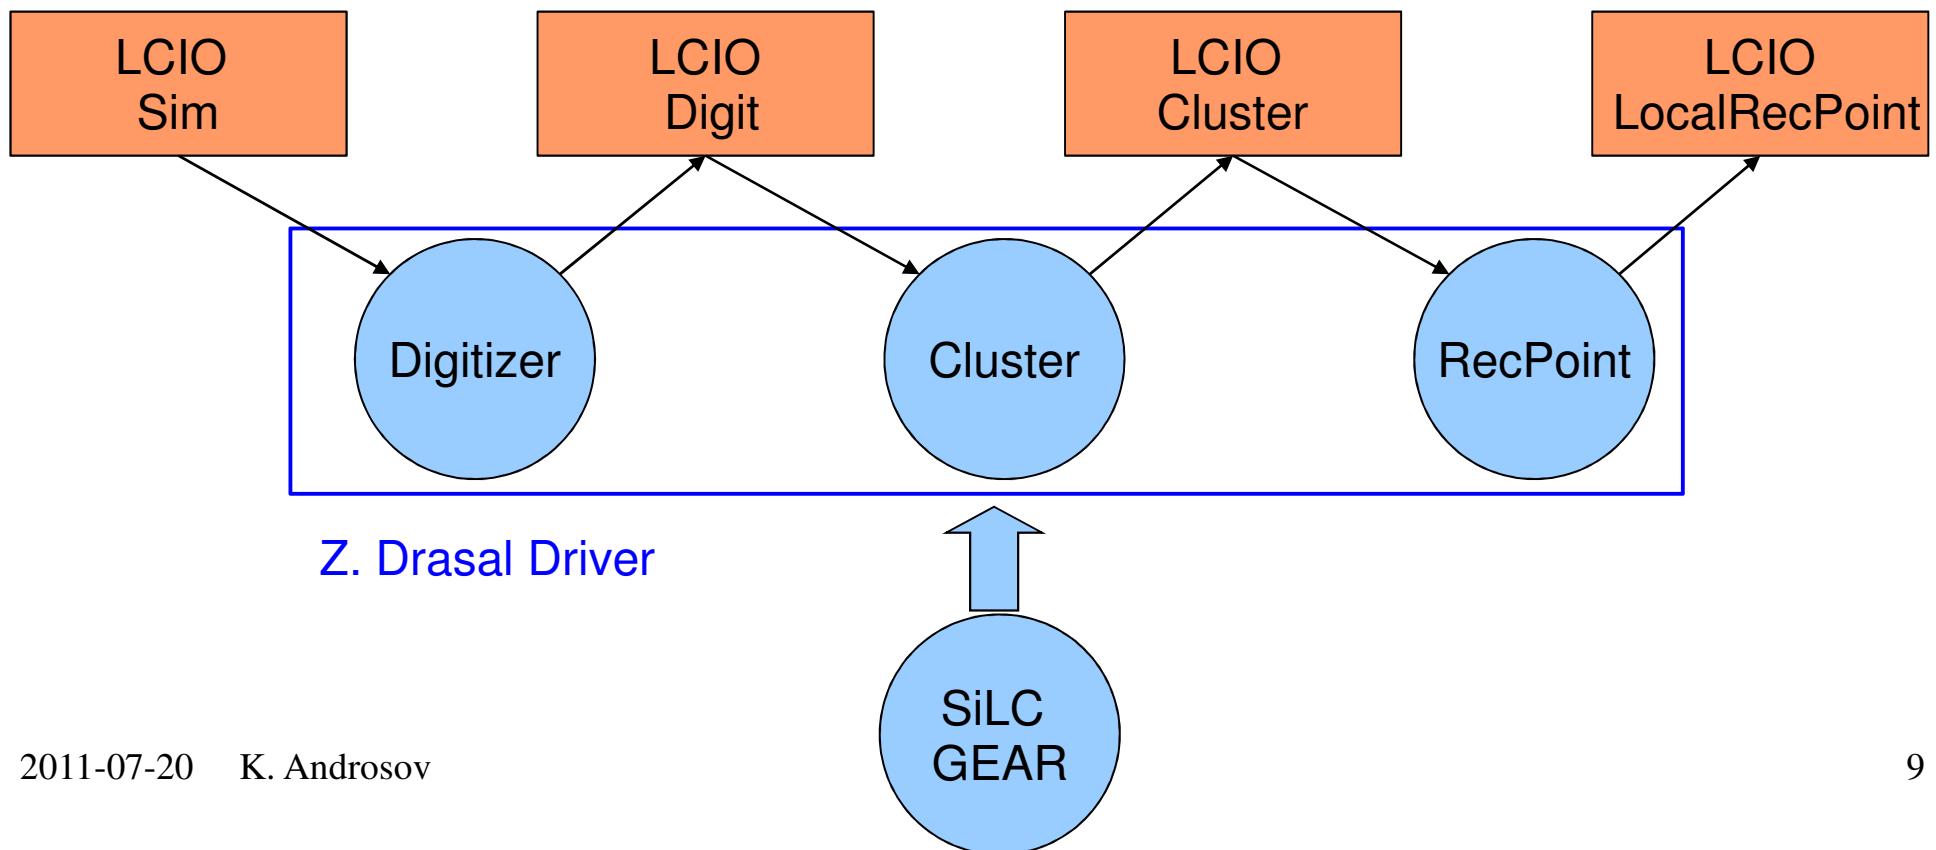 LCIO
Sim
LCIO
Digit
LCIO
Cluster
LCIO
LocalRecPoint
Digitizer
Cluster
RecPoint
Z. Drasal Driver
SiLC
GEAR
2011-07-20 K. Androsov
9